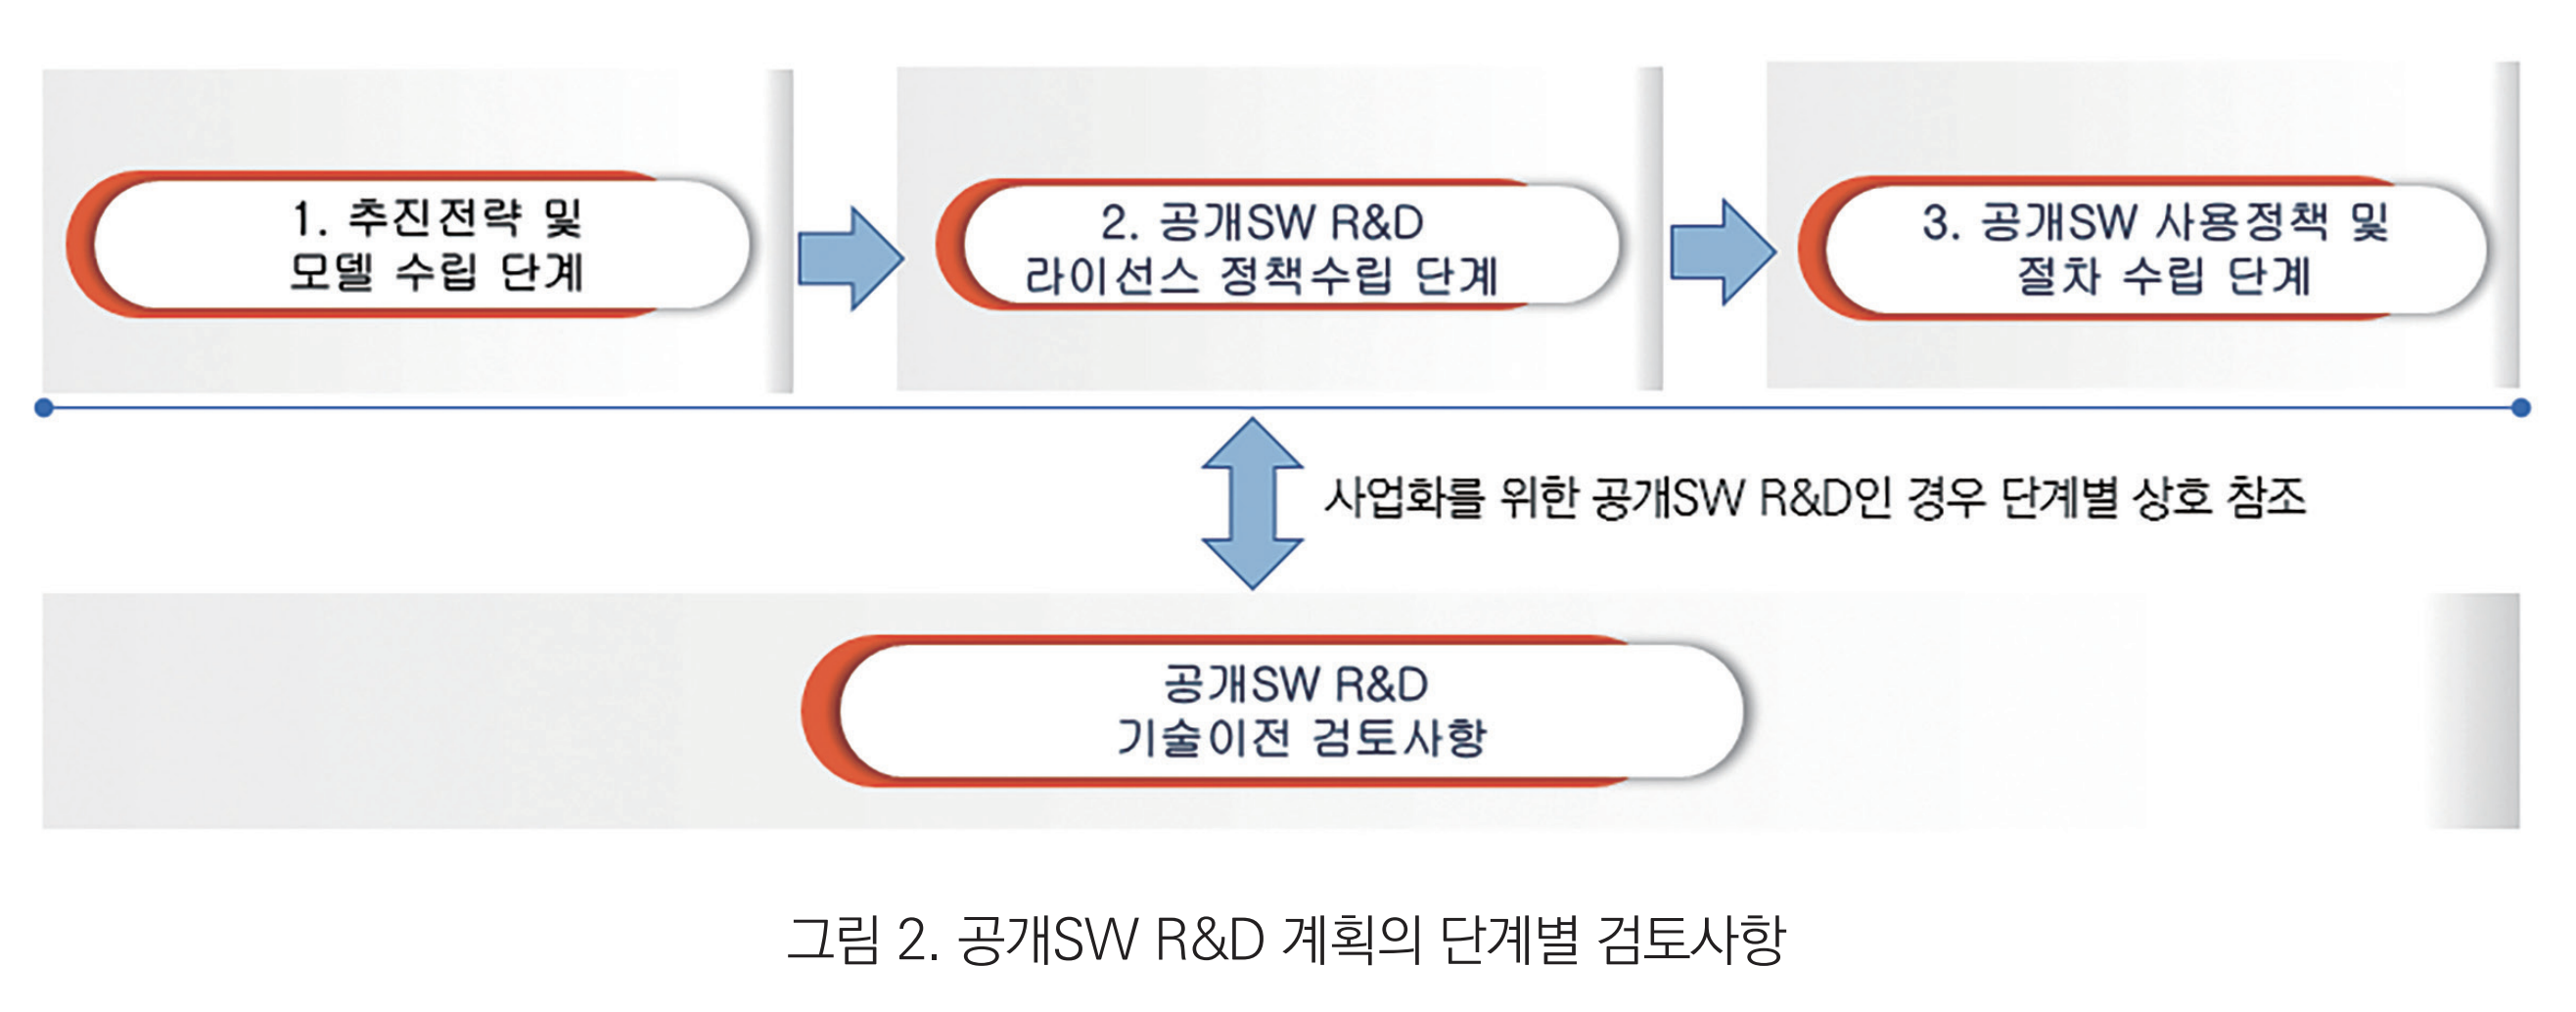 1. 추진전략 및
모델 수립 단계
2. 공개SW R&D
라이선스 정책수립 단계
3. 공개SW 사용정책 및
절차 수립 단계
사업화를 위한 공개SW R&D인 경우 단계별 상호 참조
공개SW R&D
기술이전 검토사항
그림 2. 공개SW R&D 계획의 단계별 검토사항